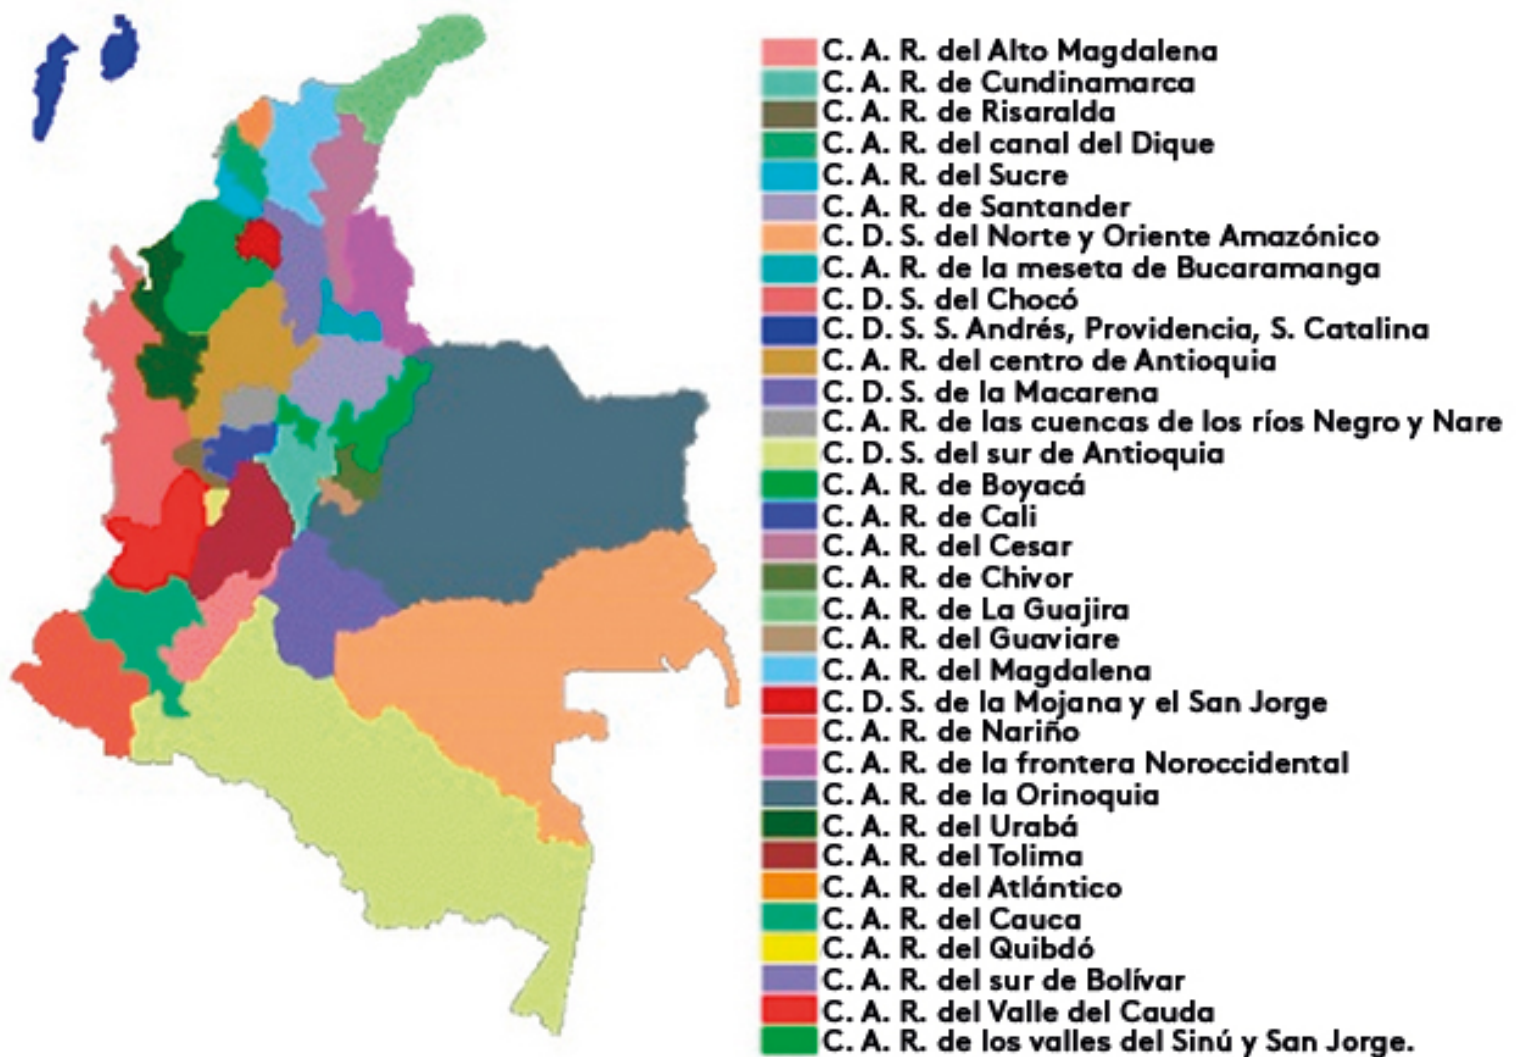 C. A. R. del Alto Magdalena
C. A. R. de Cundinamarca
C. A. R. de Risaralda
C. A. R. del canal del Dique
C. A. R. del Sucre
C. A. R. de Santander
C. D. S. del Norte y Oriente Amazónico
C. A. R. de la meseta de Bucaramanga
C. D. S. del Chocó
C. D. S. S. Andrés, Providencia, S. Catalina
C. A. R. del centro de Antioquia
C. D. S. de la Macarena
C. A. R. de las cuencas de los ríos Negro y Nare
C. D. S. del sur de Antioquia
C. A. R. de Boyacá
C. A. R. de Cali
C. A. R. del Cesar
C. A. R. de Chivor
C. A. R. de La Guajira
C. A. R. del Guaviare
C. A. R. del Magdalena
C. D. S. de la Mojana y el San Jorge
C. A. R. de Nariño
C. A. R. de la frontera Noroccidental
C. A. R. de la Orinoquia
C. A. R. del Urabá
C. A. R. del Tolima
C. A. R. del Atlántico
C. A. R. del Cauca
C. A. R. del Quibdó
C. A. R. del sur de Bolívar
C. A. R. del Valle del Cauda
C. A. R. de los valles del Sinú y San Jorge.